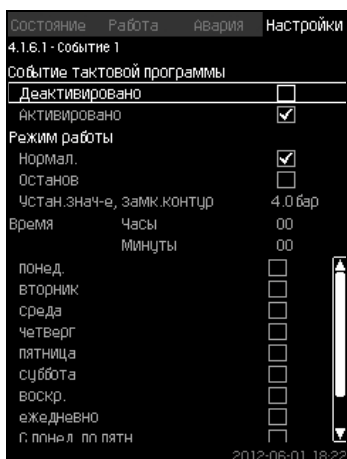 Состояние Работа Авария Настройки
4.1.6.1 - Событие 1
Событие тактовой программы
Деактивировано
Активировано
Режим работы
Нормал.
Останов
Устан.знач-е, замк.контур 4.0 бар
Время Часы 00
Минуты 00
понед.
вторник
среда
четверг
пятница
суббота
воскр.
ежедневно
С понед. по пятн
2012-06-01 18:22